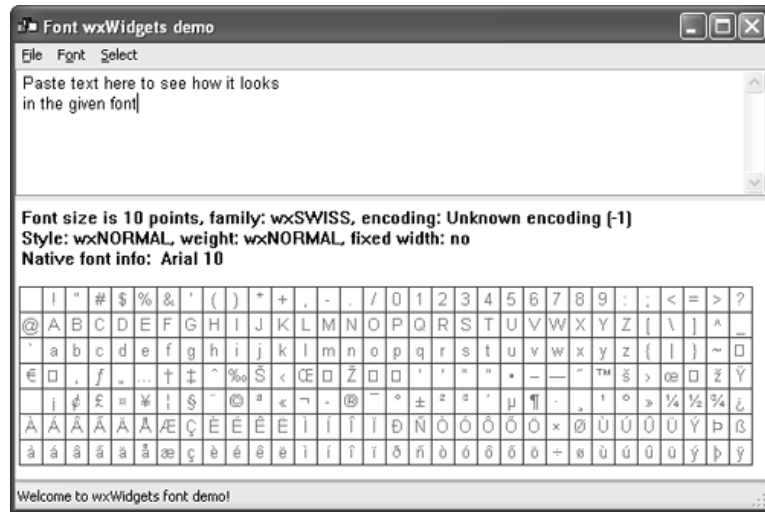 Font wxWidgets demo
File Font Select
Paste text here to see how it looks
in the given font
Font size is 10 points, family: wxSWISS, encoding: Unknown encoding (-1)
Style: wxNORMAL, weight: wxNORMAL, fixed width: no
Native font info: Arial 10
! " # $ % & ' ( ) * + , - . / 0 1 2 3 4 5 6 7 8 9 : ; < = > ?
@ A B C D E F G H I J K L M N O P Q R S T U V W X Y Z [ \ ] ^ _
` a b c d e f g h i j k l m n o p q r s t u v w x y z { | } ~ □
€ □ ‚ ƒ „ … † ‡ ˆ ‰ Š ‹ Œ □ Ž □ □ ‘ ’ “ ” • – — ˜ ™ š › œ □ ž Ÿ
¡ ¢ £ ¤ ¥ ¦ § ¨ © ª « ¬ - ® ¯ ° ± ² ³ ´ µ ¶ · ¸ ¹ º » ¼ ½ ¾ ¿
À Á Â Ã Ä Å Æ Ç È É Ê Ë Ì Í Î Ï Ð Ñ Ò Ó Ô Õ Ö × Ø Ù Ú Û Ü Ý Þ ß
à á â ã ä å æ ç è é ê ë ì í î ï ð ñ ò ó ô õ ö ÷ ø ù ú û ü ý þ ÿ
Welcome to wxWidgets font demo!